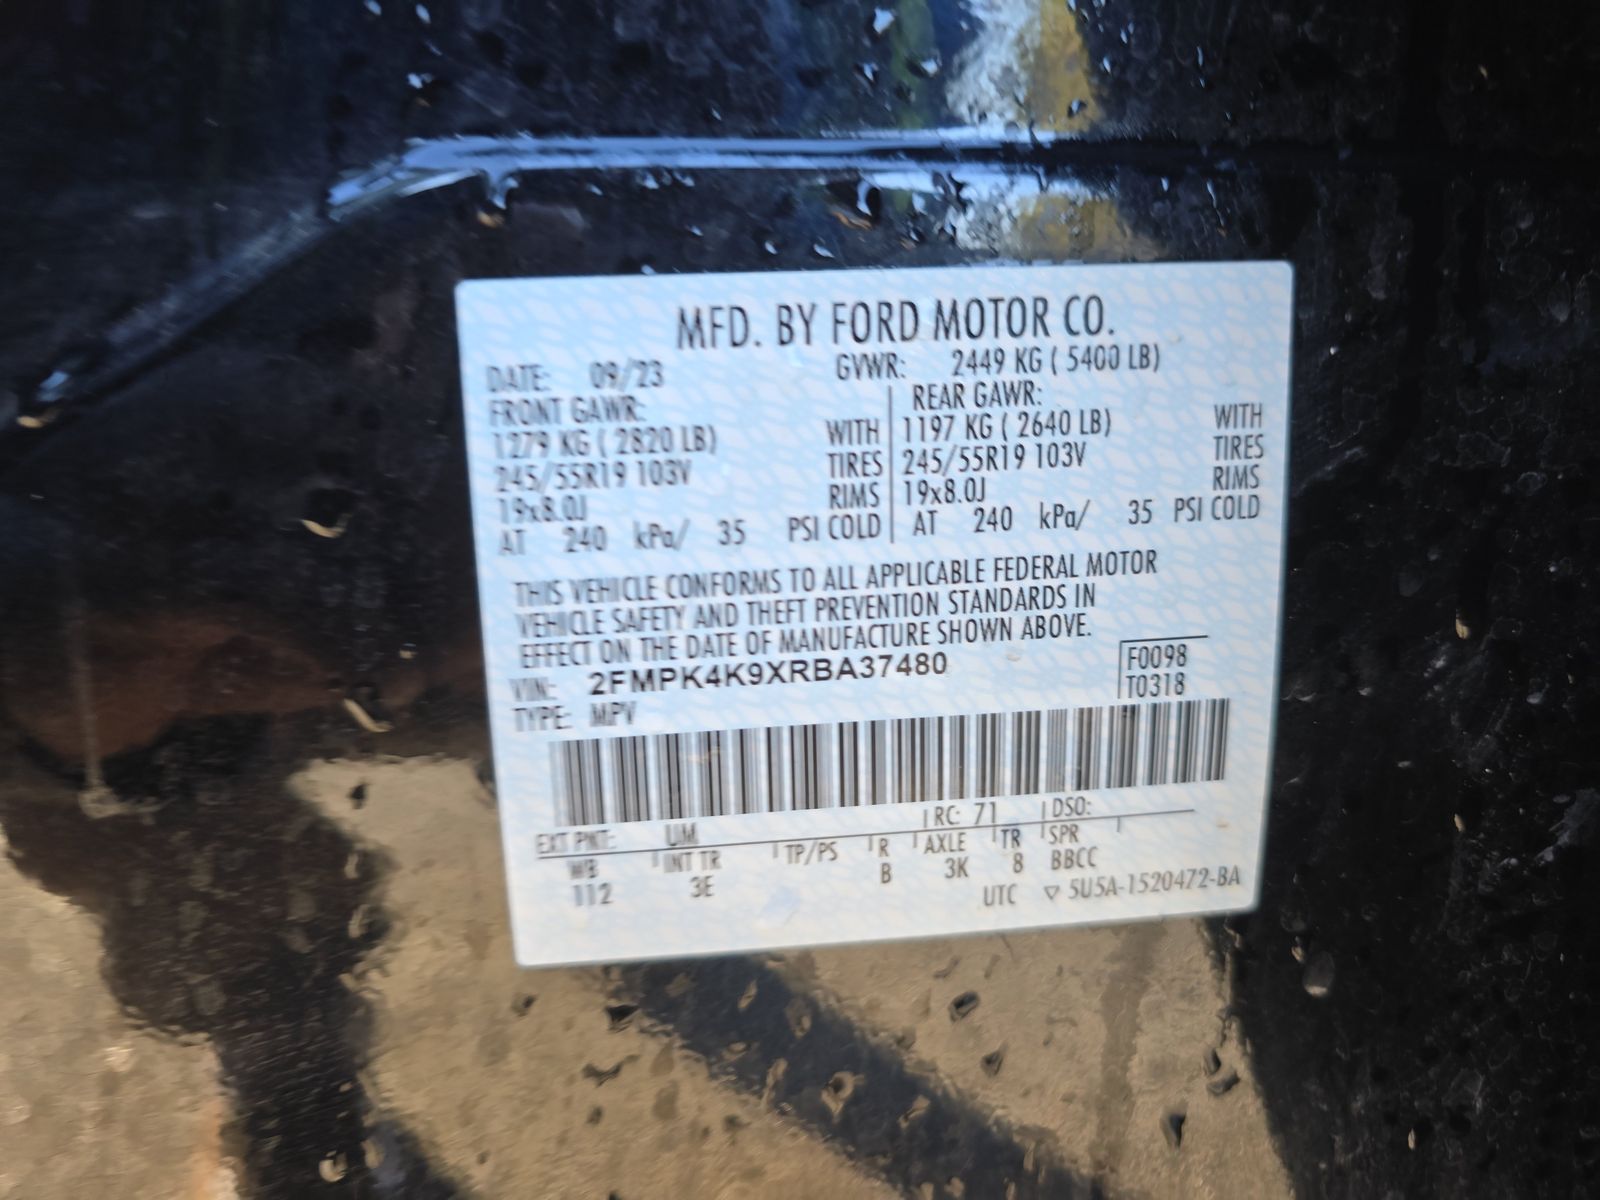 MFD. BY FORD MOTOR CO.
DATE: 09/23 GVWR: 2449 KG ( 5400 LB)
FRONT GAWR: REAR GAWR:
1279 KG ( 2820 LB) WITH 1197 KG ( 2640 LB) WITH
245/55R19 103V TIRES 245/55R19 103V TIRES
19x8.0J RIMS 19x8.0J RIMS
AT 240 kPa/ 35 PSI COLD AT 240 kPa/ 35 PSI COLD
THIS VEHICLE CONFORMS TO ALL APPLICABLE FEDERAL MOTOR
VEHICLE SAFETY AND THEFT PREVENTION STANDARDS IN
EFFECT ON THE DATE OF MANUFACTURE SHOWN ABOVE.
VIN: 2FMPK4K9XRBA37480 F0098
TYPE: MPV T0318
EXT PNT: UM RC: 71 DSO:
WB INT TR TP/PS R AXLE TR SPR
112 3E B 3K 8 BBCC
UTC ▽ 5U5A-1520472-BA